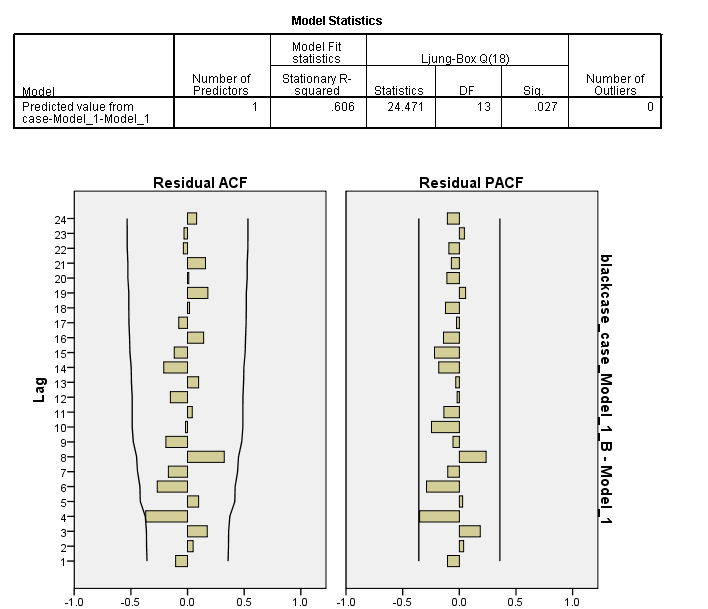 Model Statistics
Model Fit statistics
Ljung-Box Q(18)
Model
Number of Predictors
Stationary R-squared
Statistics
DF
Sig.
Number of Outliers
Predicted value from
case-Model_1-Model_1
1
.606
24.471
13
.027
0
Residual ACF
Residual PACF
24
23
22
21
20
19
18
17
16
15
14
13
12
11
10
9
8
7
6
5
4
3
2
1
Lag
-1.0 -0.5 0.0 0.5 1.0
-1.0 -0.5 0.0 0.5 1.0
blackcase_case_Model_1_B - Model_1